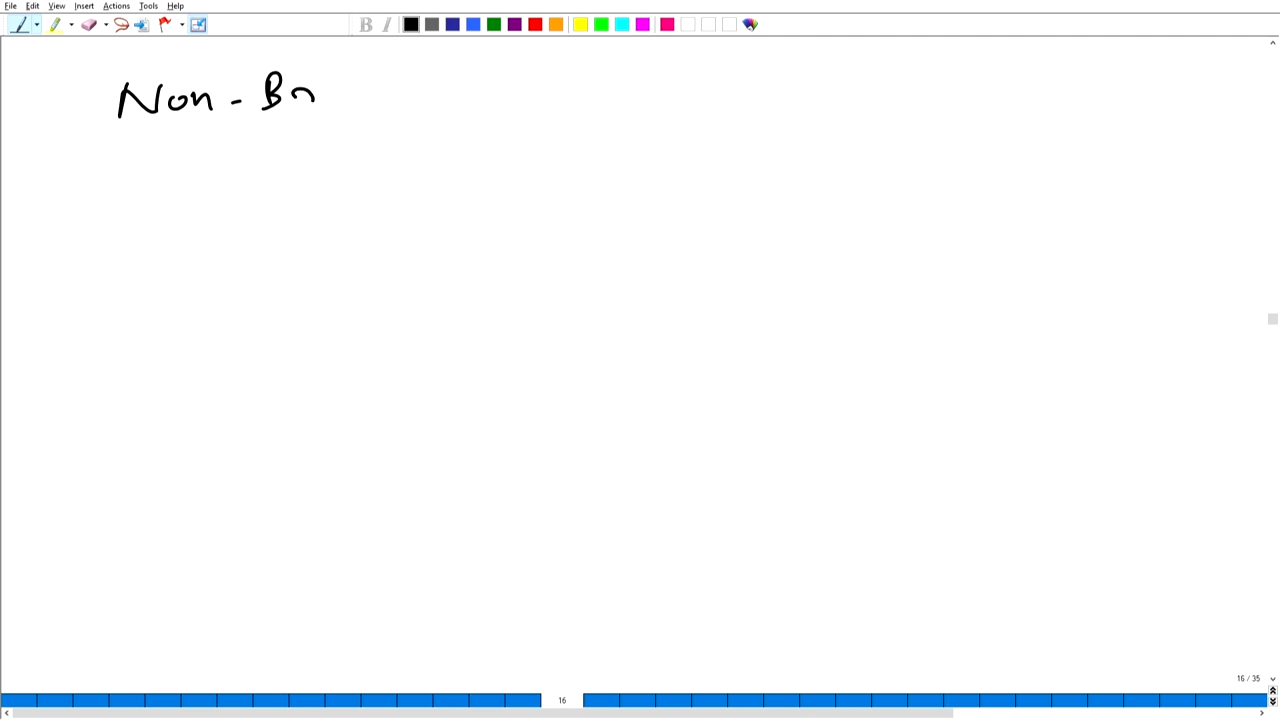 File Edit View Insert Actions Tools Help
B I
Non - B
16 / 35
16